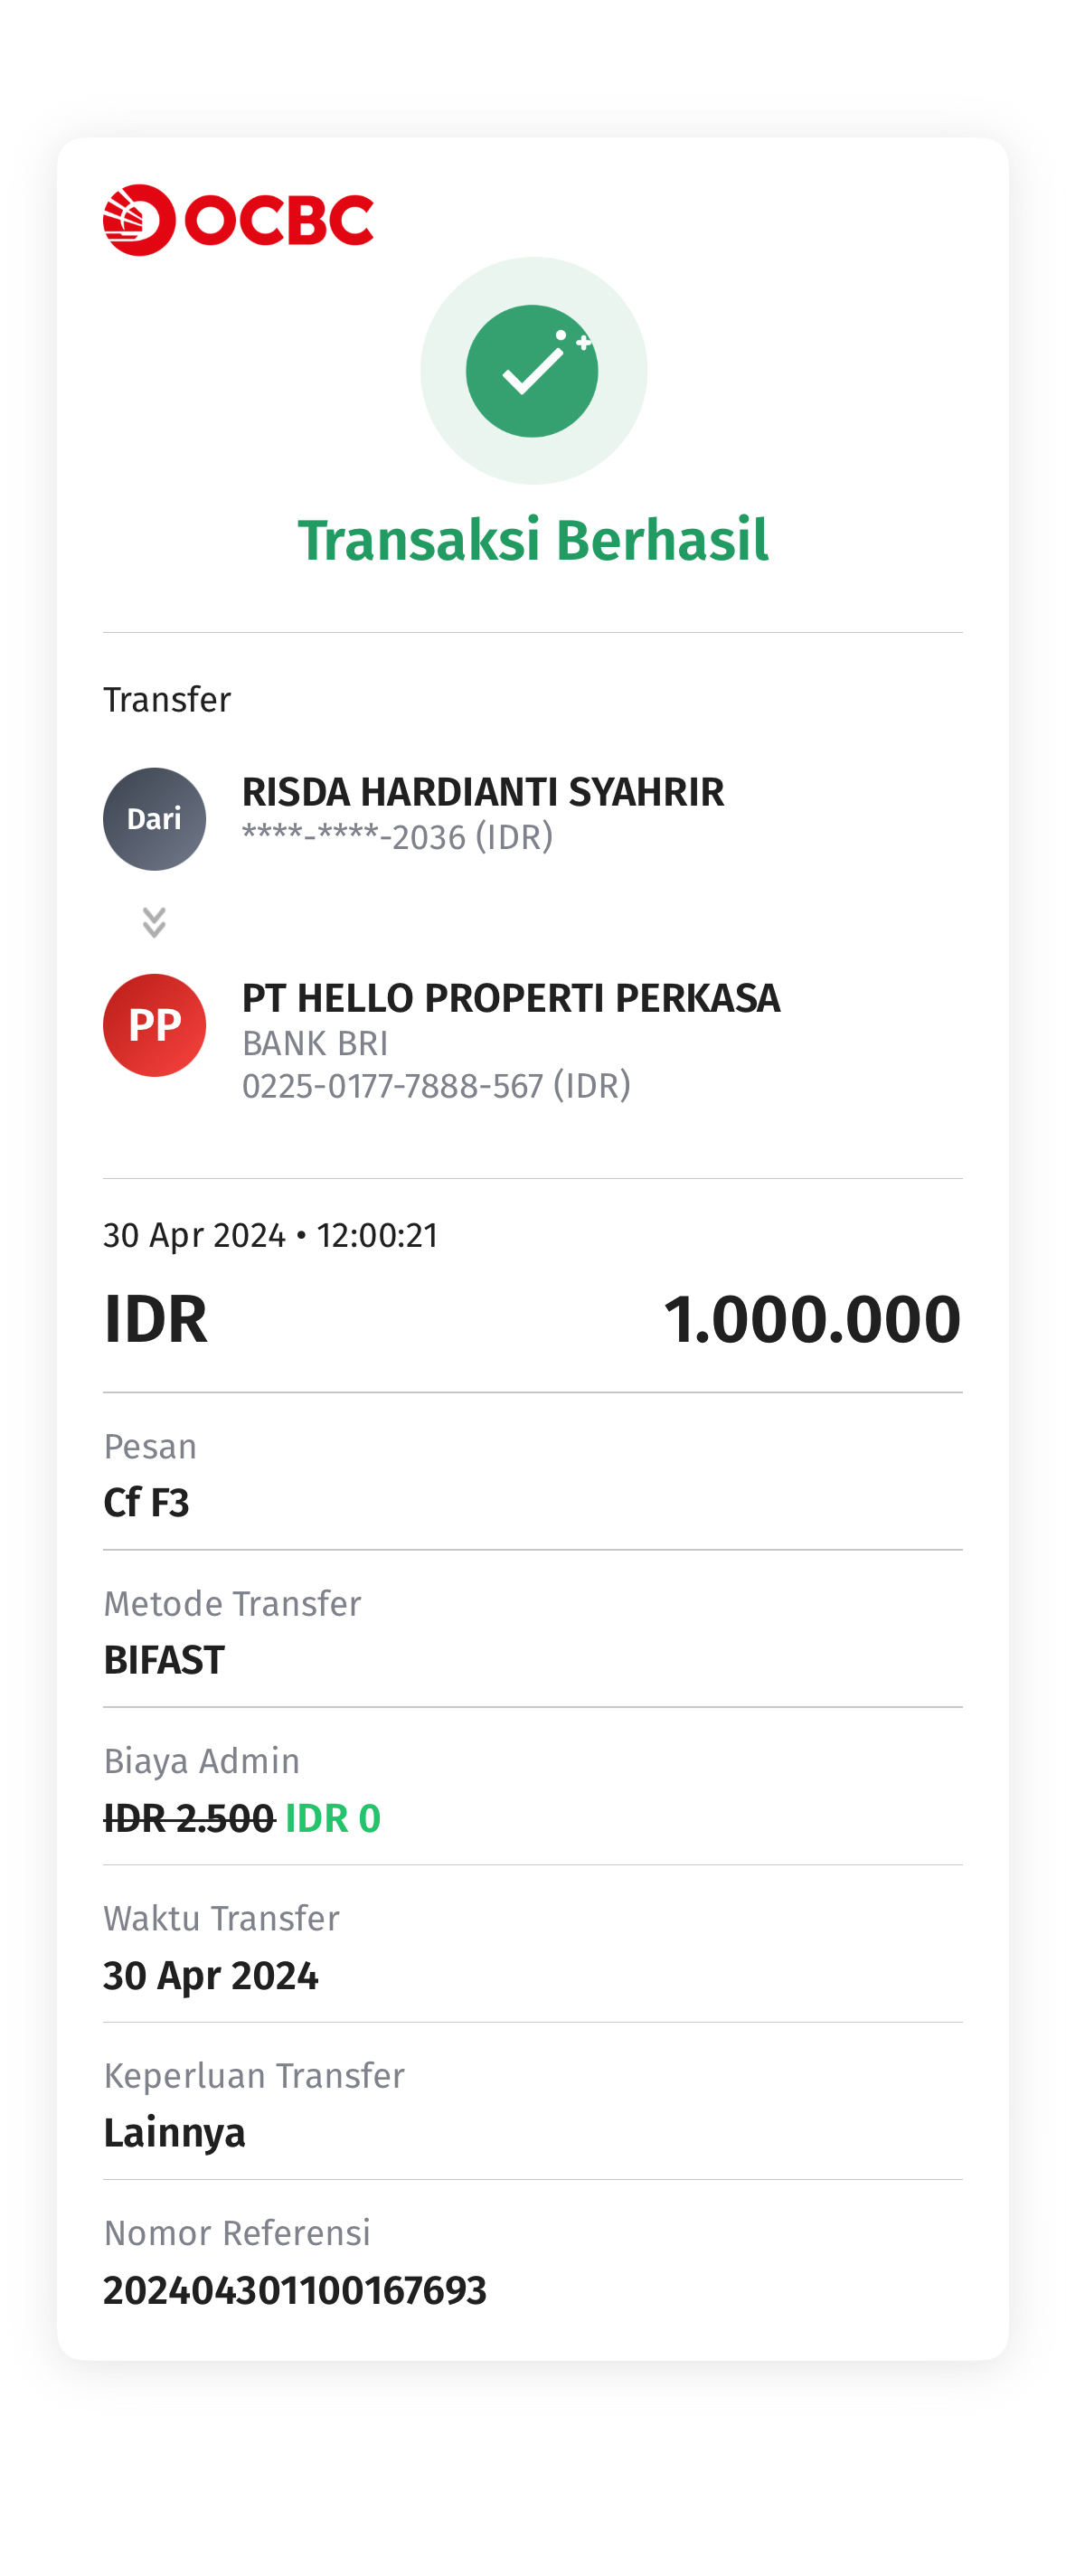 OCBC
Transaksi Berhasil
Transfer
Dari
RISDA HARDIANTI SYAHRIR
****-****-2036 (IDR)
PP
PT HELLO PROPERTI PERKASA
BANK BRI
0225-0177-7888-567 (IDR)
30 Apr 2024 • 12:00:21
IDR 1.000.000
Pesan
Cf F3
Metode Transfer
BIFAST
Biaya Admin
IDR 2.500 IDR 0
Waktu Transfer
30 Apr 2024
Keperluan Transfer
Lainnya
Nomor Referensi
202404301100167693